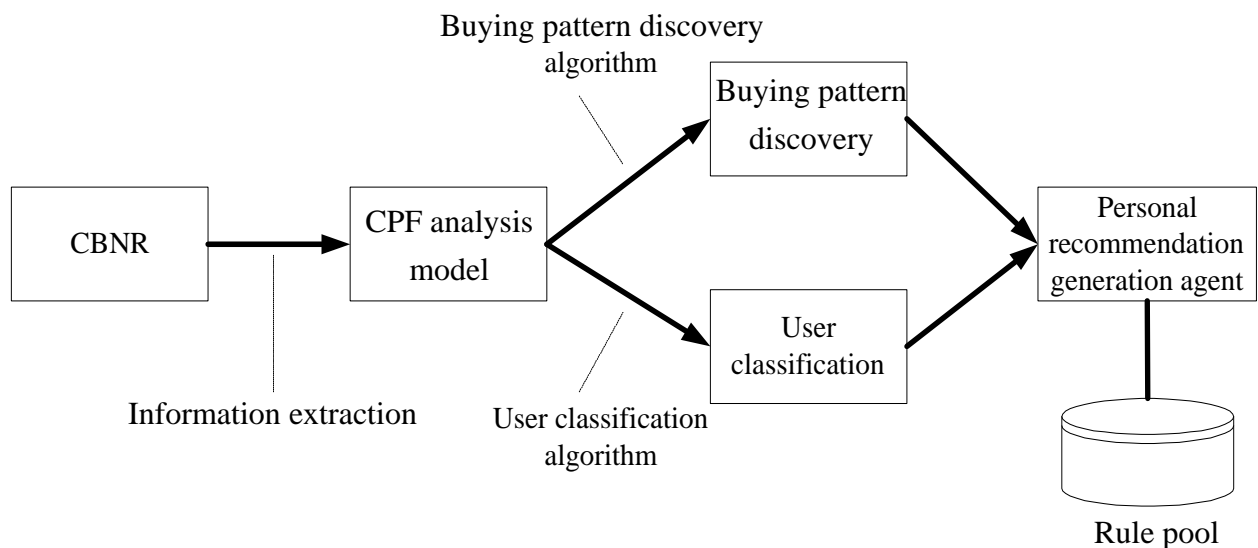 Buying pattern discovery
algorithm
Buying pattern
discovery
CBNR
CPF analysis
model
Personal
recommendation
generation agent
User
classification
Information extraction
User classification
algorithm
Rule pool